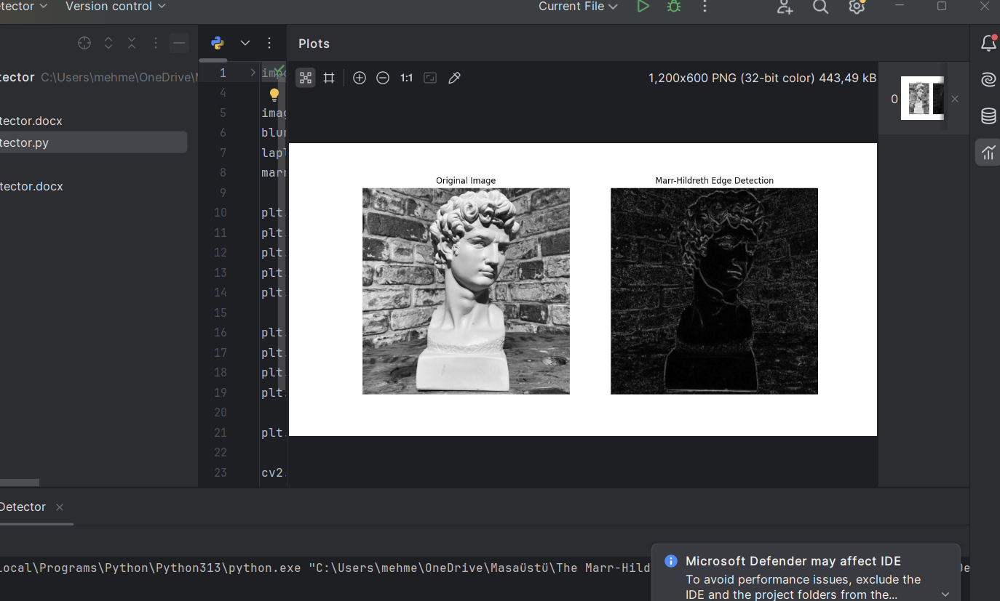 tector Version control Current File
Plots
tector C:\Users\mehme\OneDrive\
1:1
1,200x600 PNG (32-bit color) 443,49 kB
0
tector.docx
tector.py
tector.docx
1 imp
4
5 imag
6 blur
7 lapl
8 marr
9
10 plt.
11 plt.
12 plt.
13 plt.
14 plt.
15
16 plt.
17 plt.
18 plt.
19 plt.
20
21 plt.
22
23 cv2.
Original Image
Marr-Hildreth Edge Detection
Detector
Local\Programs\Python\Python313\python.exe "C:\Users\mehme\OneDrive\Masaüstü\The Marr-Hild
De
Microsoft Defender may affect IDE
To avoid performance issues, exclude the
IDE and the project folders from the...